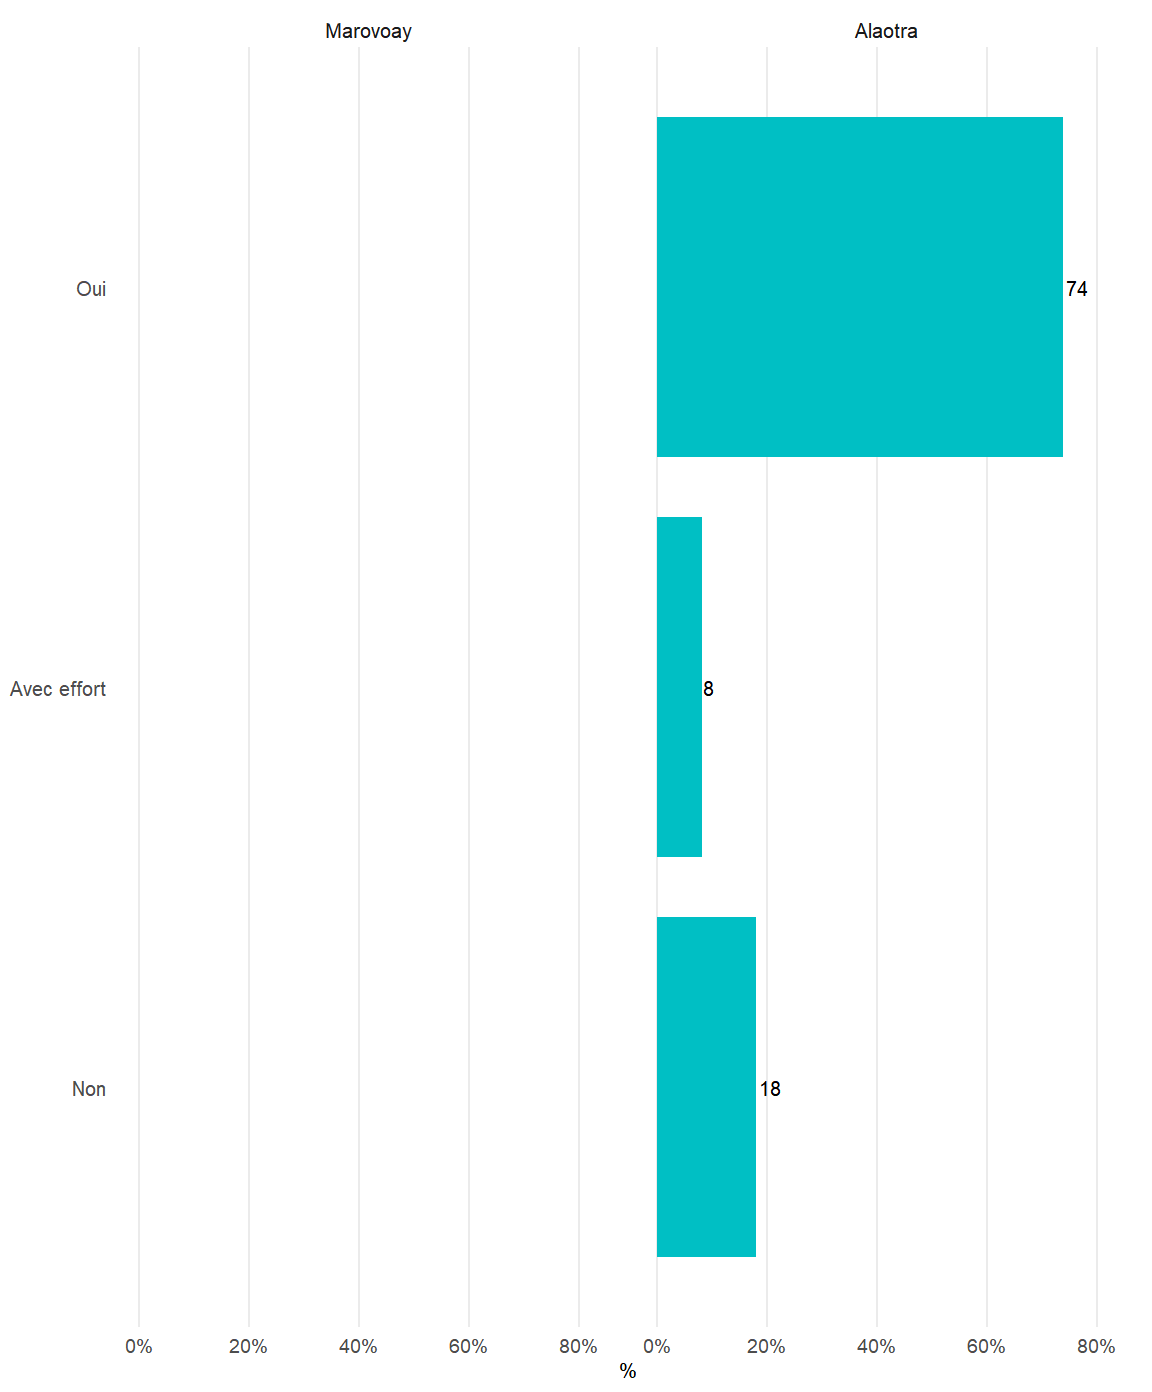 Marovoay Alaotra
Oui 74
Avec effort 8
Non 18
0% 20% 40% 60% 80% 0% 20% 40% 60% 80%
%